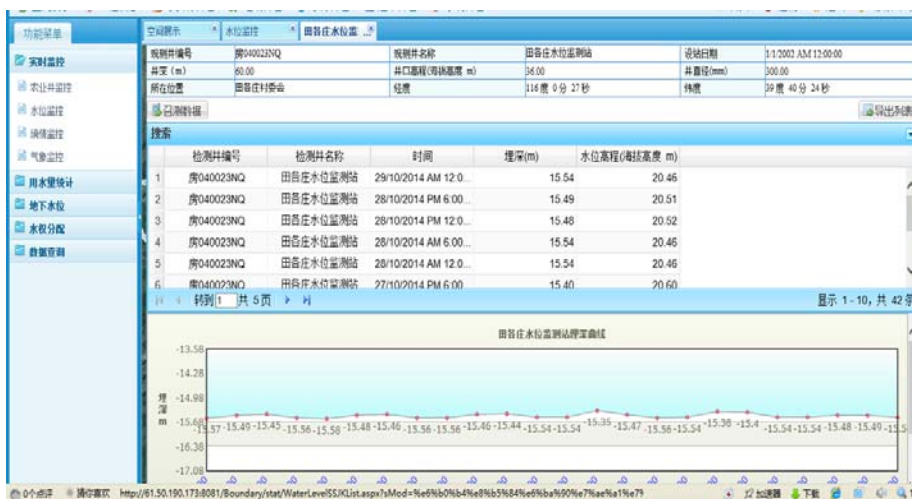 功能菜单
空间展示 水位监控 田各庄水位监...
实时监控
农业井监控
水位监控
墒情监控
气象监控
用水量统计
地下水位
水权分配
数据查询
观测井编号 房040023NQ 观测井名称 田各庄水位监测站 设站日期 1/1/2002 AM 12:00:00
井深 (m) 60.00 井口高程(海拔高度 m) 36.00 井直径(mm) 300.00
所在位置 田各庄村委会 经度 116 度 0 分 27 秒 纬度 39 度 40 分 24 秒
召测数据 导出列表
搜索
检测井编号 检测井名称 时间 埋深(m) 水位高程(海拔高度 m)
1 房040023NQ 田各庄水位监测站 29/10/2014 AM 12:0... 15.54 20.46
2 房040023NQ 田各庄水位监测站 28/10/2014 PM 6:00... 15.49 20.51
3 房040023NQ 田各庄水位监测站 28/10/2014 PM 12:0... 15.48 20.52
4 房040023NQ 田各庄水位监测站 28/10/2014 AM 6:00... 15.54 20.46
5 房040023NQ 田各庄水位监测站 28/10/2014 AM 12:0... 15.54 20.46
6 房040023NQ 田各庄水位监测站 27/10/2014 PM 6:00 15.40 20.60
转到 1 共 5 页 显示 1 - 10, 共 42 条
田各庄水位监测站埋深曲线
-13.58
-14.28
-14.98
-15.68
-16.38
-17.08
埋深 m
-15.57 -15.49 -15.45 -15.56 -15.58 -15.48 -15.46 -15.56 -15.56 -15.46 -15.44 -15.54 -15.54 -15.35 -15.47 -15.56 -15.54 -15.38 -15.4 -15.54 -15.54 -15.48 -15.49 -15.5
0个点评 猜你喜欢 http://61.50.190.173:8081/Boundary/stat/WaterLevelSSJKList.aspx?sMod=%e6%b0%b4%e8%b5%84%e6%ba%90%e7%ae%a1%e7% 加速器 下载